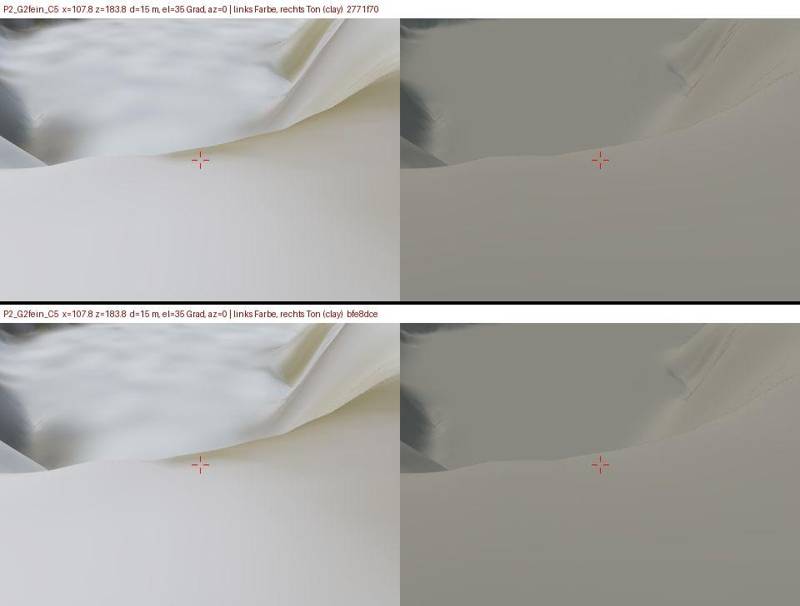 P2_G2fein_C5 x=107.8 z=183.8 d=15 m, el=35 Grad, az=0 | links Farbe, rechts Ton (clay) 2771f70
P2_G2fein_C5 x=107.8 z=183.8 d=15 m, el=35 Grad, az=0 | links Farbe, rechts Ton (clay) bfe8dce